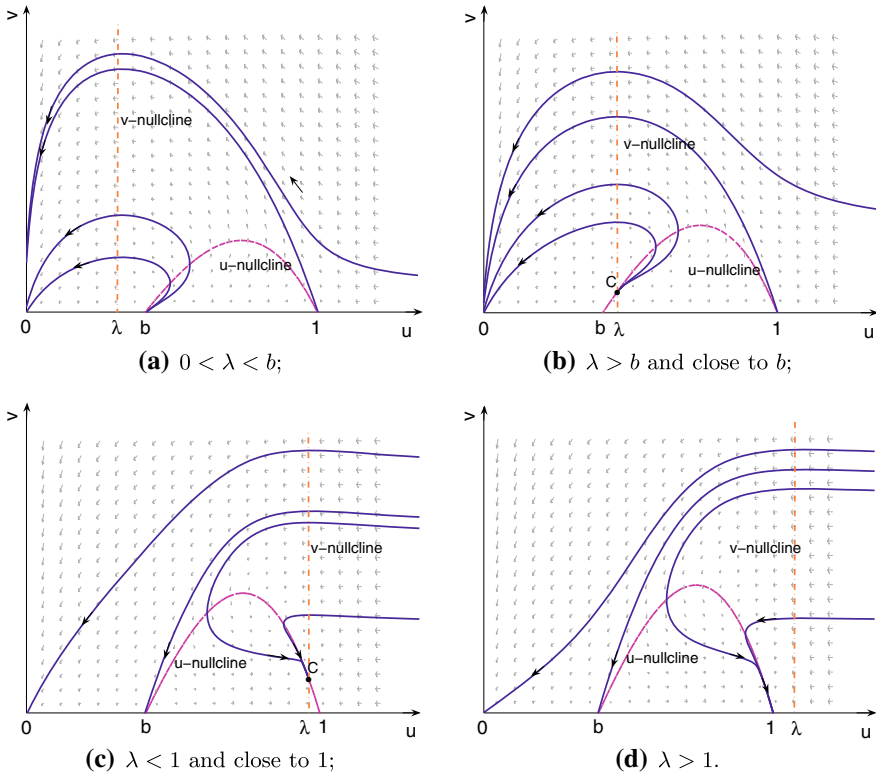 v
v−nullcline
u−nullcline
0 λ b 1 u
(a) 0 < λ < b;
v
v−nullcline
u−nullcline
C
0 b λ 1 u
(b) λ > b and close to b;
v
v−nullcline
u−nullcline
C
0 b λ 1 u
(c) λ < 1 and close to 1;
v
v−nullcline
u−nullcline
0 b 1 λ u
(d) λ > 1.